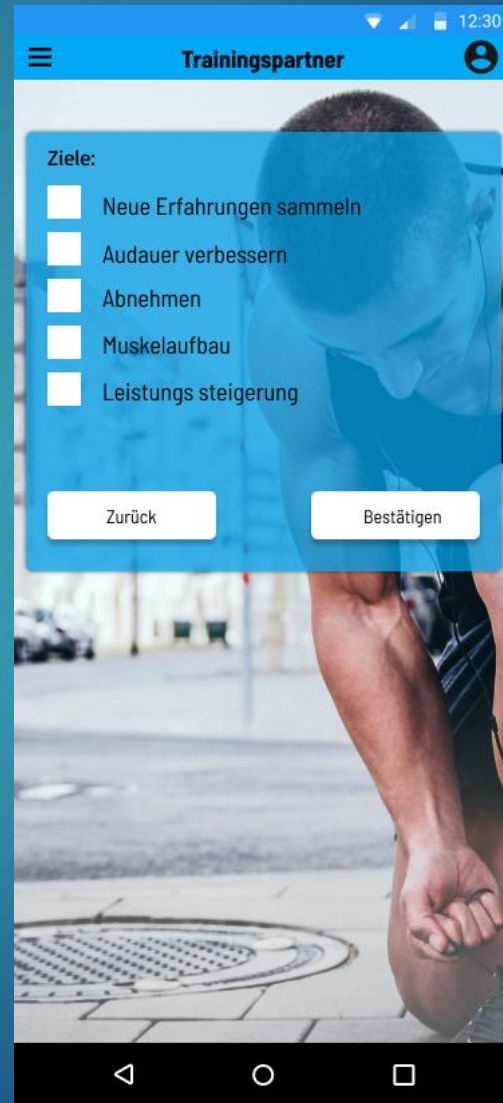 12:30
Trainingspartner
Ziele:
Neue Erfahrungen sammeln
Audauer verbessern
Abnehmen
Muskelaufbau
Leistungs steigerung
Zurück
Bestätigen